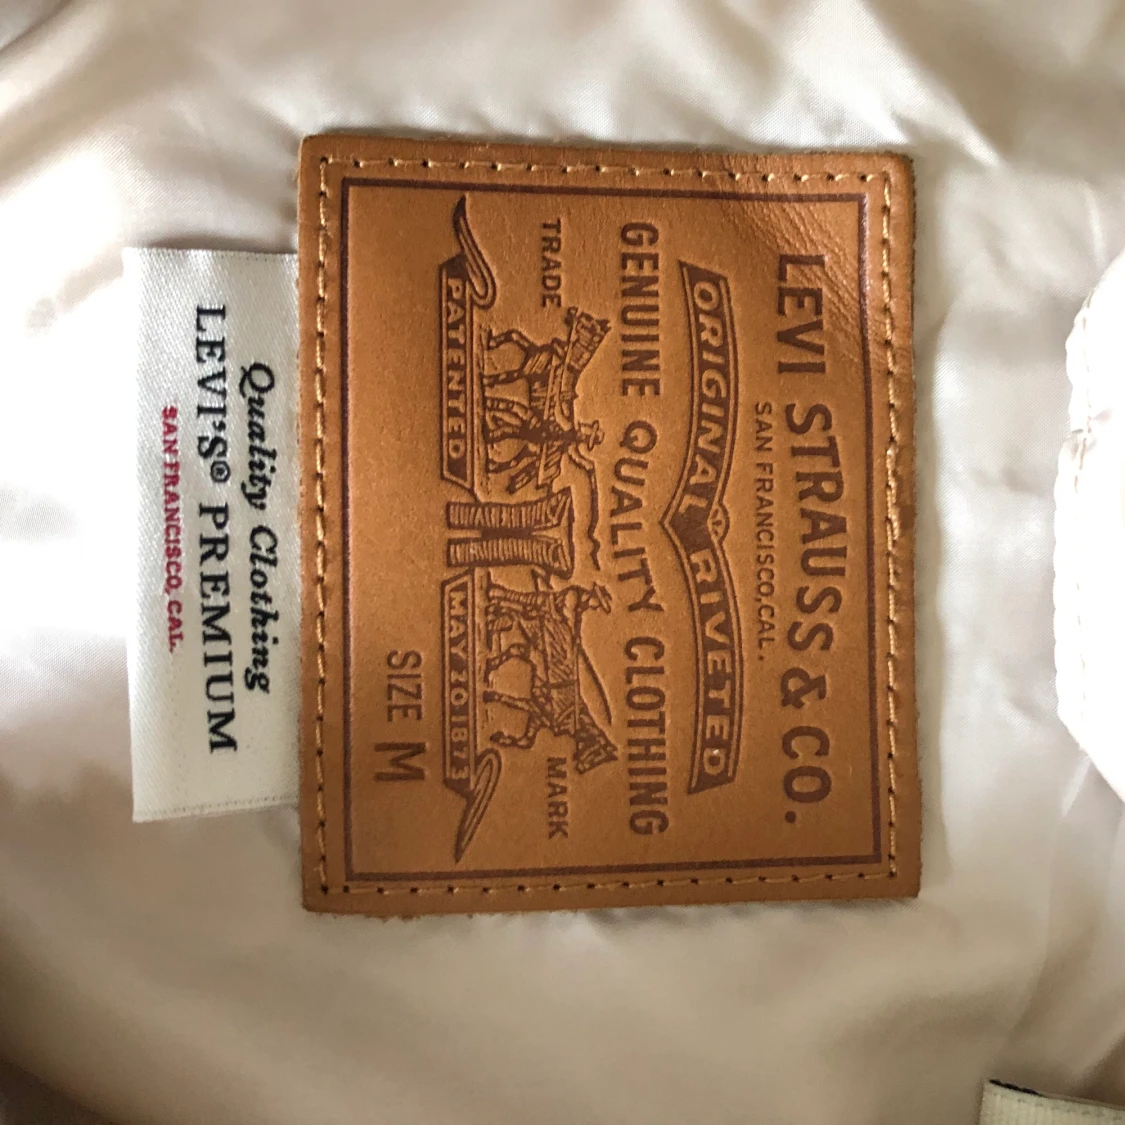 LEVI STRAUSS & CO.
SAN FRANCISCO, CAL.
ORIGINAL RIVETED
GENUINE QUALITY CLOTHING
TRADE MARK
PATENTED MAY 20 1873
SIZE M
Quality Clothing
LEVI'S® PREMIUM
SAN FRANCISCO, CAL.